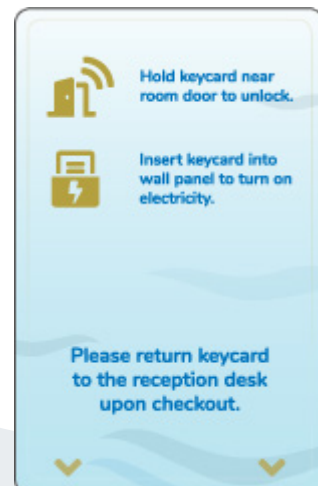 Hold keycard near
room door to unlock.
Insert keycard into
wall panel to turn on
electricity.
Please return keycard
to the reception desk
upon checkout.